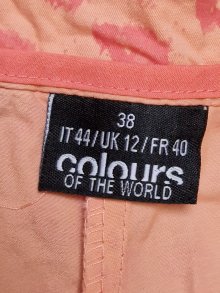 38
IT 44/UK 12/FR 40
colours
OF THE WORLD